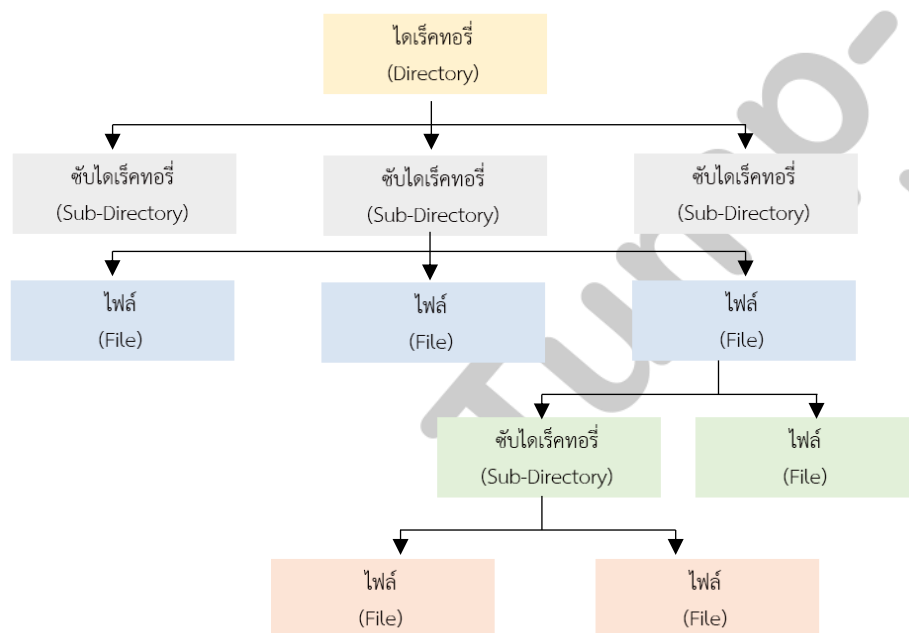 ไดเร็คทอรี่
(Directory)
ซับไดเร็คทอรี่
(Sub-Directory)
ซับไดเร็คทอรี่
(Sub-Directory)
ซับไดเร็คทอรี่
(Sub-Directory)
ไฟล์
(File)
ไฟล์
(File)
ไฟล์
(File)
ซับไดเร็คทอรี่
(Sub-Directory)
ไฟล์
(File)
ไฟล์
(File)
ไฟล์
(File)